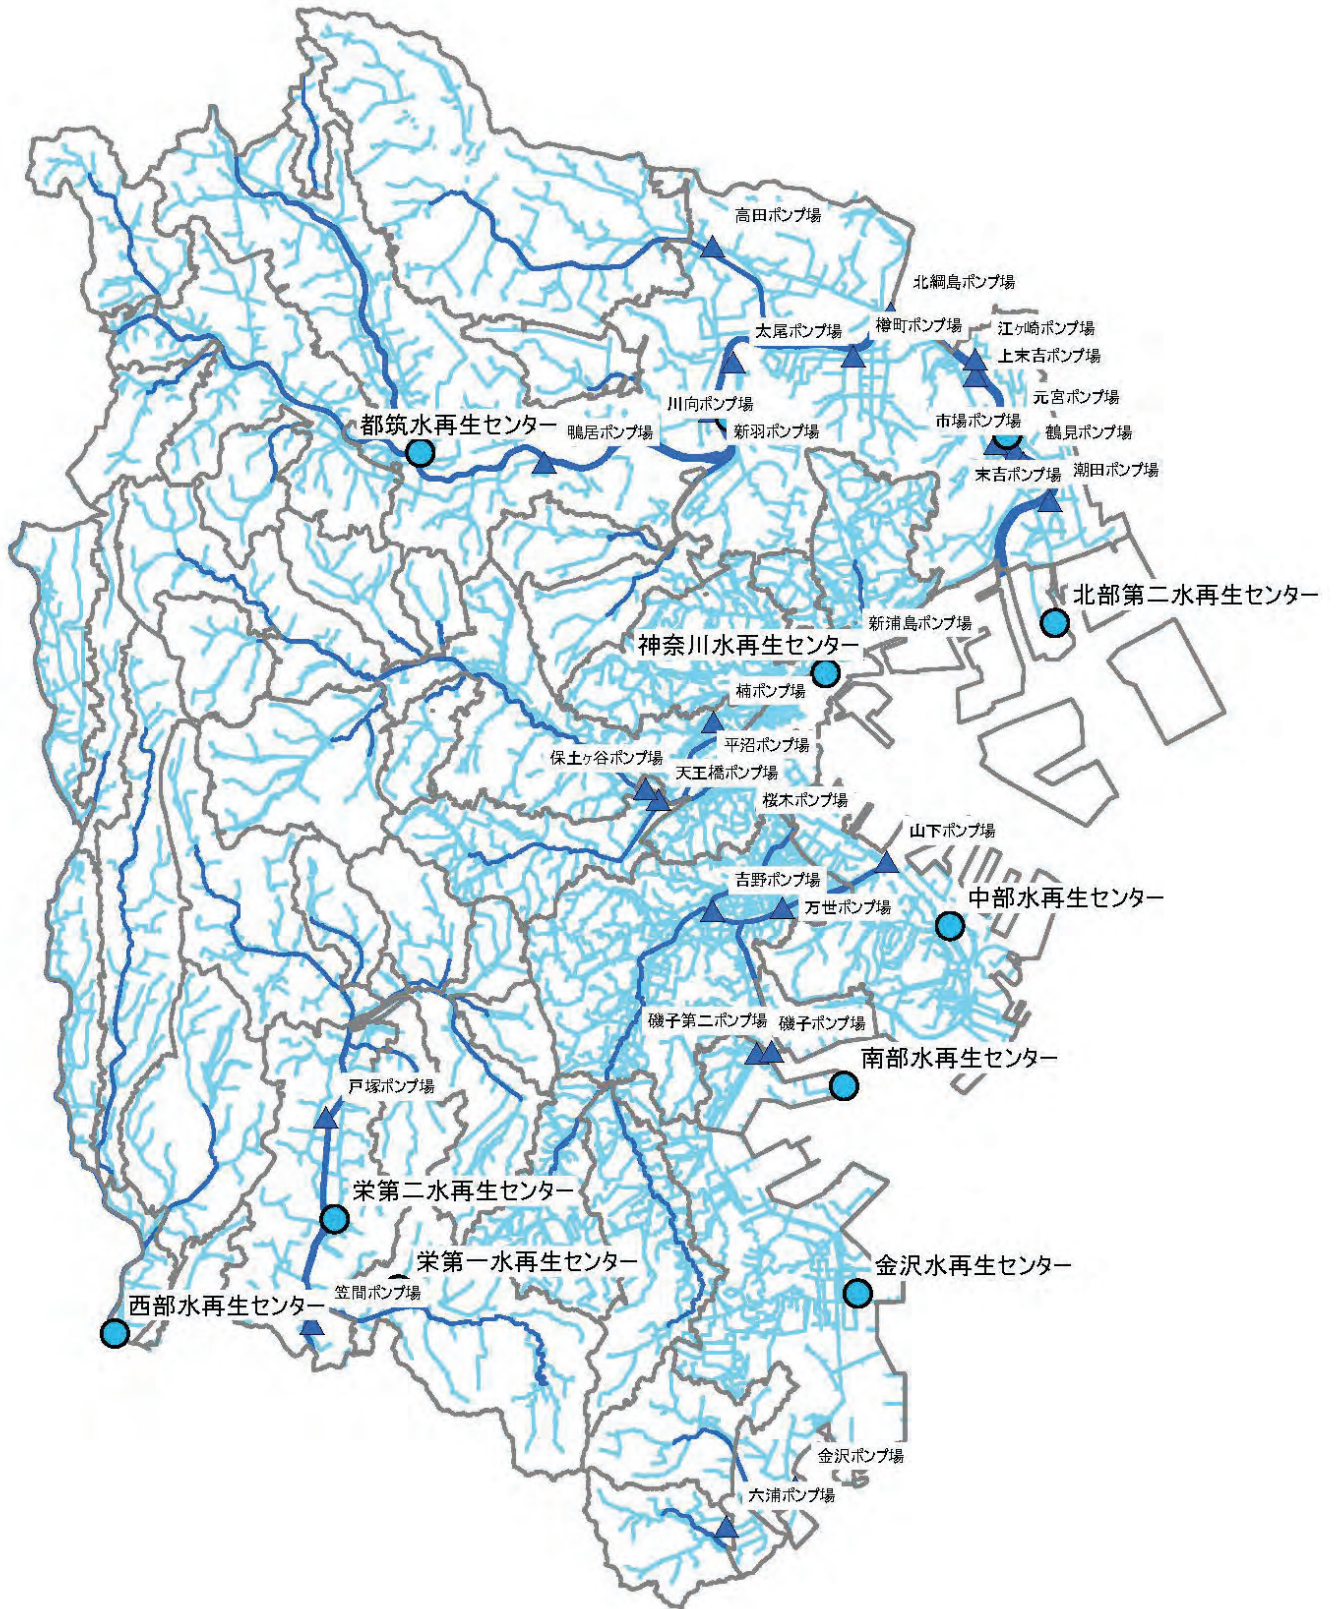 高田ポンプ場
北綱島ポンプ場
太尾ポンプ場
樽町ポンプ場
江ヶ崎ポンプ場
上末吉ポンプ場
元宮ポンプ場
川向ポンプ場
市場ポンプ場
都筑水再生センター
鴨居ポンプ場
新羽ポンプ場
鶴見ポンプ場
末吉ポンプ場
潮田ポンプ場
北部第二水再生センター
新浦島ポンプ場
神奈川水再生センター
楠ポンプ場
平沼ポンプ場
保土ヶ谷ポンプ場
天王橋ポンプ場
桜木ポンプ場
山下ポンプ場
吉野ポンプ場
中部水再生センター
万世ポンプ場
磯子第二ポンプ場
磯子ポンプ場
南部水再生センター
戸塚ポンプ場
栄第二水再生センター
栄第一水再生センター
金沢水再生センター
笠間ポンプ場
西部水再生センター
金沢ポンプ場
六浦ポンプ場